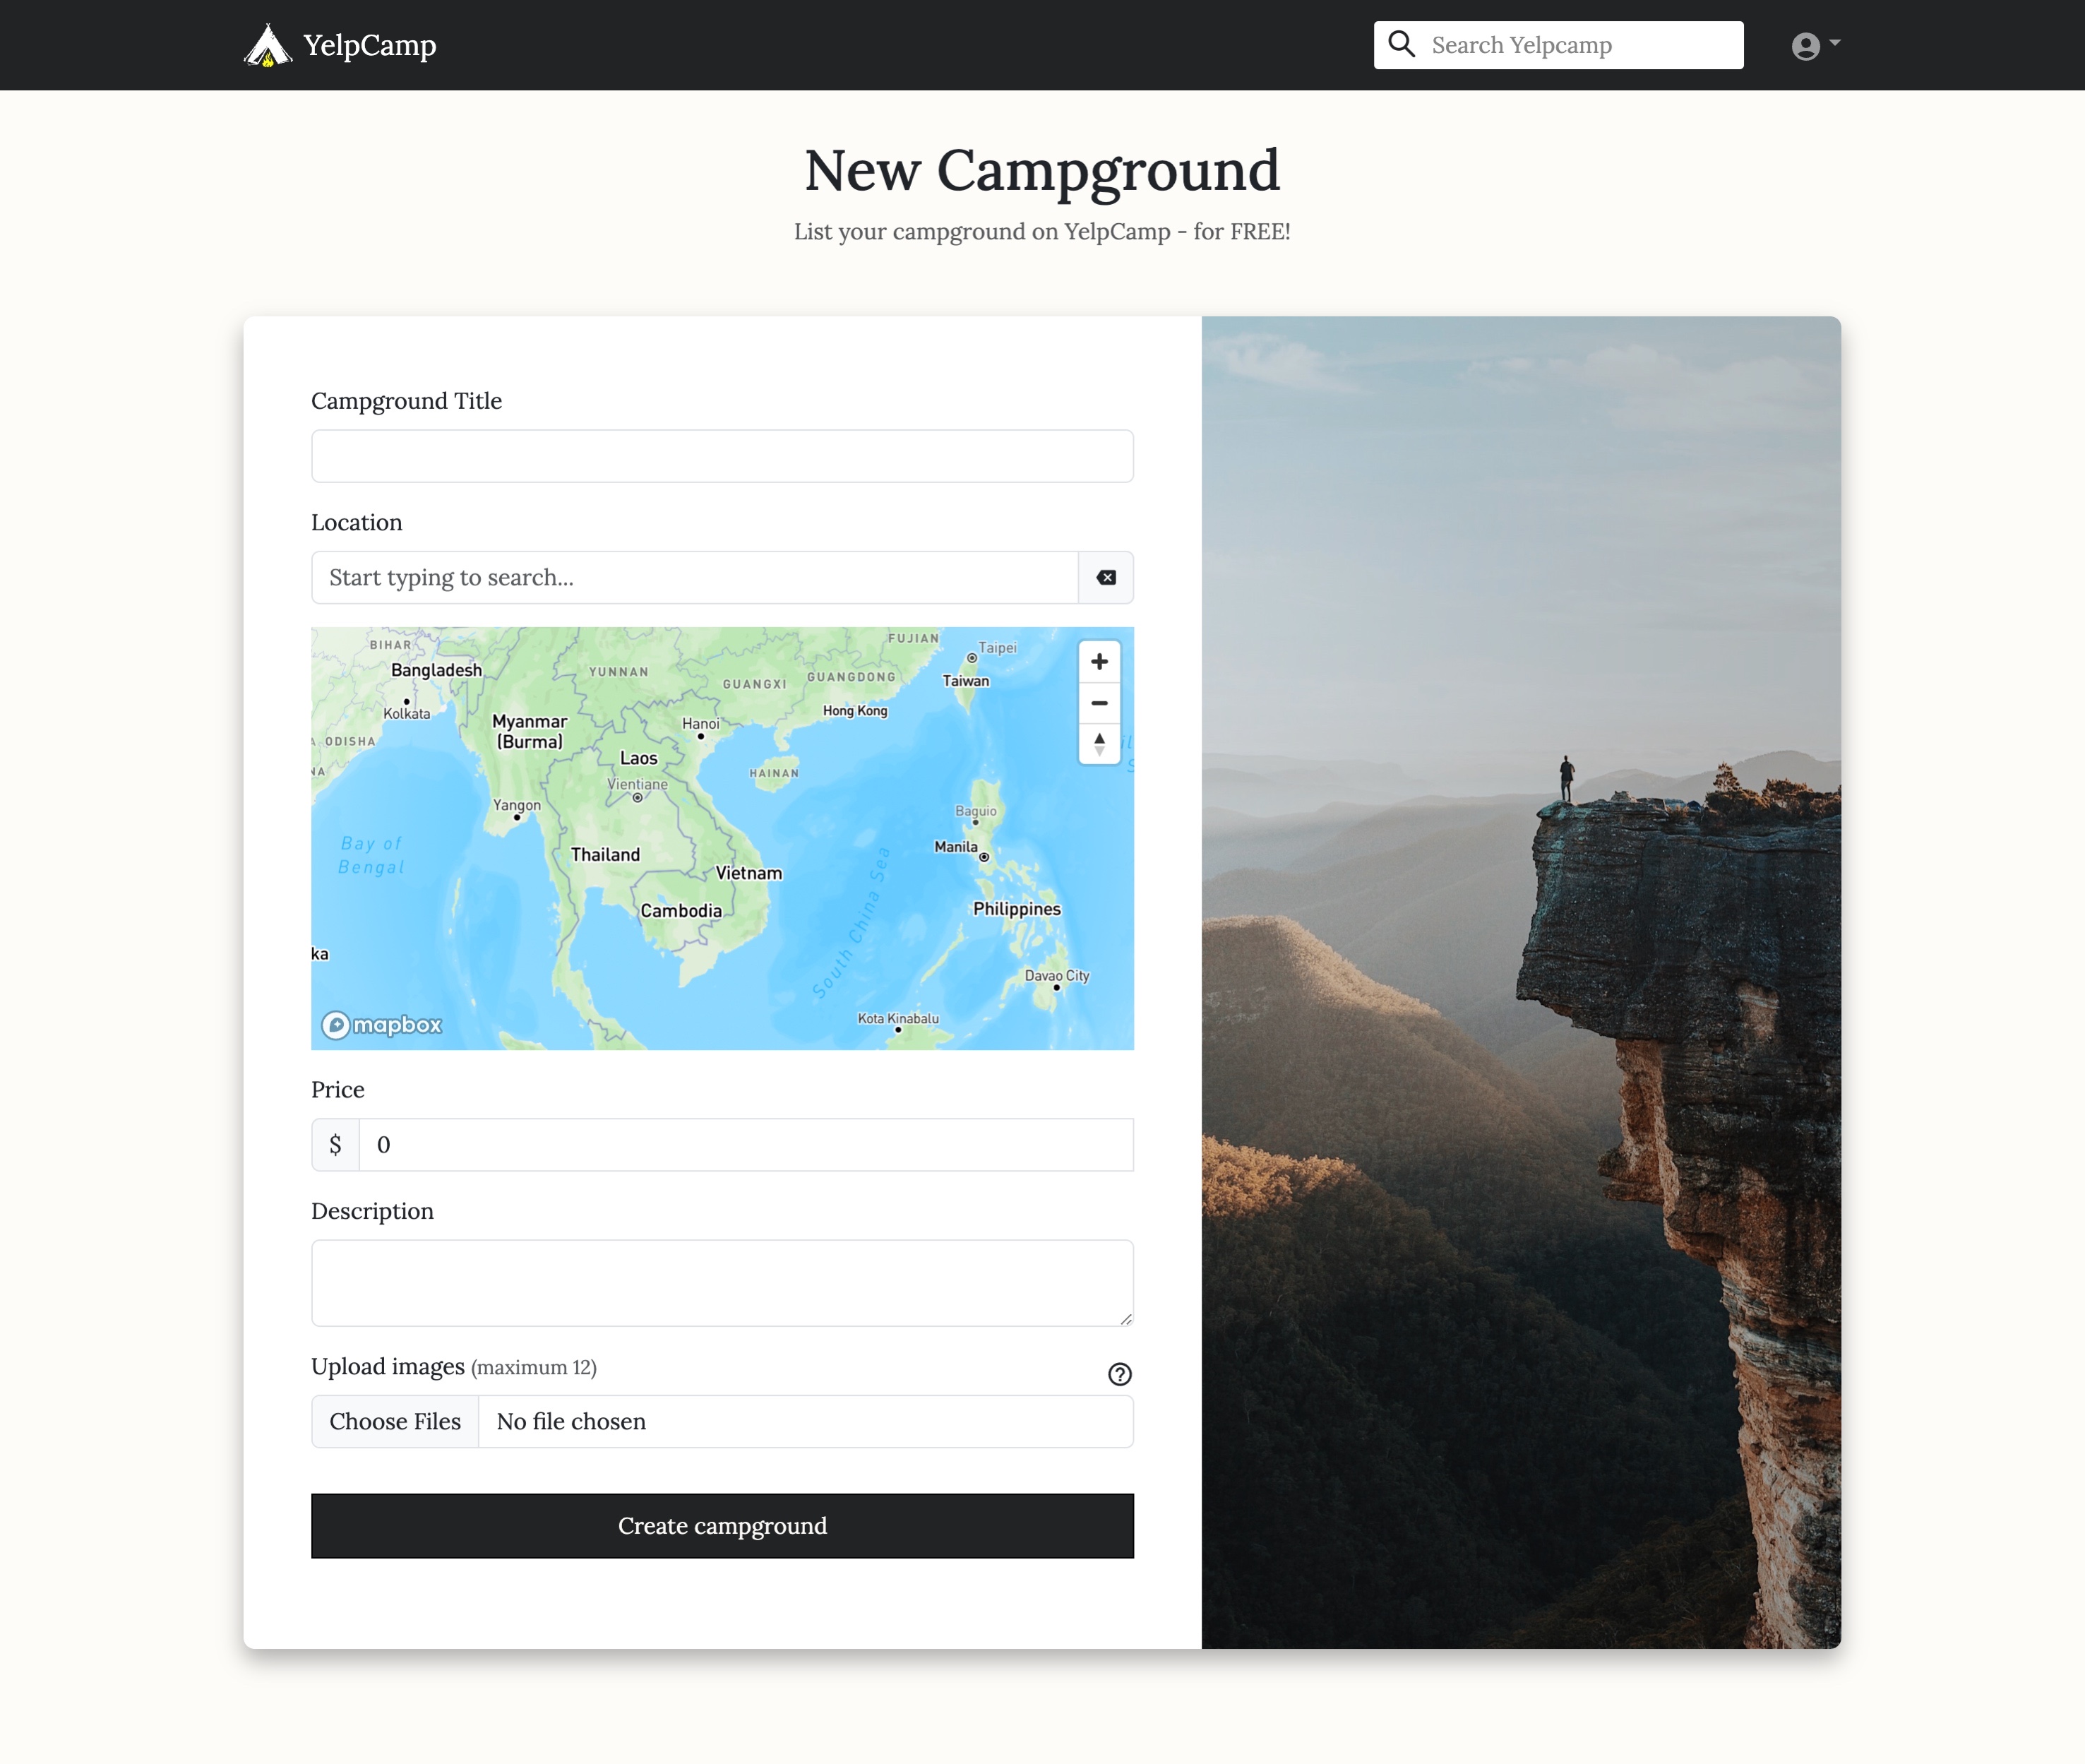 YelpCamp
Search Yelpcamp
New Campground
List your campground on YelpCamp - for FREE!
Campground Title
Location
Start typing to search...
BIHAR
Bangladesh
Kolkata
ODISHA
Myanmar
(Burma)
YUNNAN
GUANGXI
GUANGDONG
FUJIAN
Taipei
Taiwan
Hong Kong
Hanoi
Laos
Vientiane
HAINAN
Yangon
Bay of
Bengal
Thailand
Vietnam
Cambodia
South China Sea
Baguio
Manila
Philippines
ka
Davao City
Kota Kinabalu
mapbox
Price
$ 0
Description
Upload images (maximum 12)
Choose Files No file chosen
Create campground